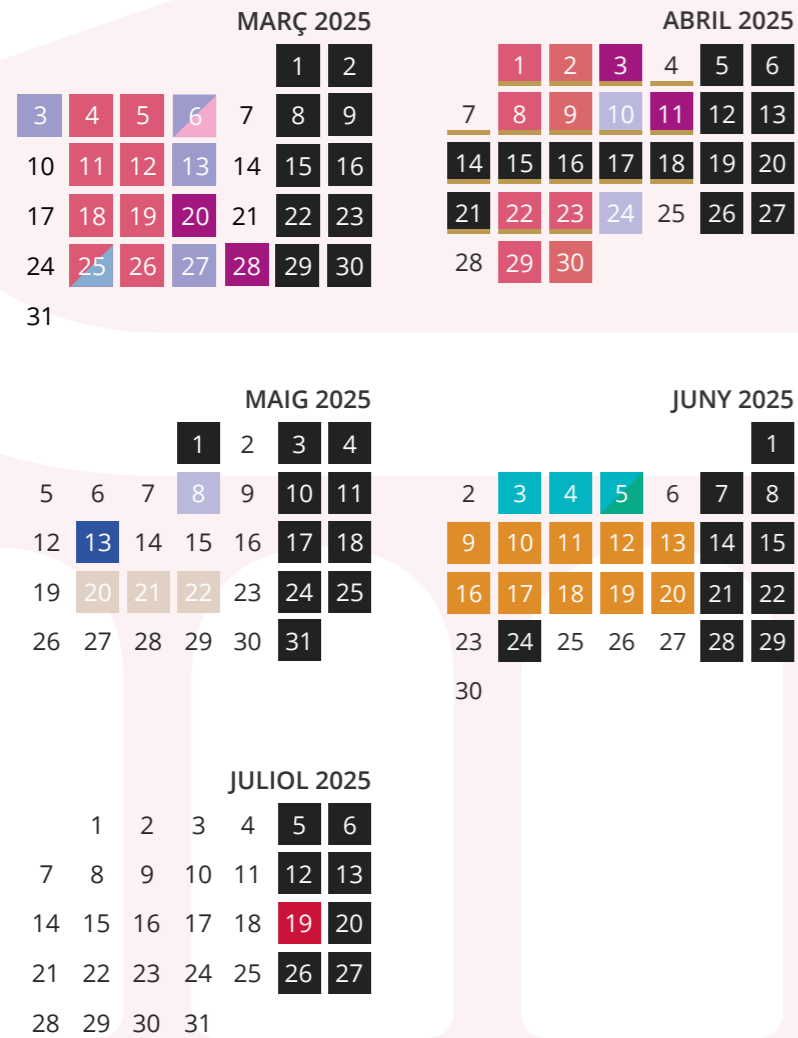 MARÇ 2025
1 2
3 4 5 6 7 8 9
10 11 12 13 14 15 16
17 18 19 20 21 22 23
24 25 26 27 28 29 30
31
ABRIL 2025
1 2 3 4 5 6
7 8 9 10 11 12 13
14 15 16 17 18 19 20
21 22 23 24 25 26 27
28 29 30
MAIG 2025
1 2 3 4
5 6 7 8 9 10 11
12 13 14 15 16 17 18
19 20 21 22 23 24 25
26 27 28 29 30 31
JUNY 2025
1
2 3 4 5 6 7 8
9 10 11 12 13 14 15
16 17 18 19 20 21 22
23 24 25 26 27 28 29
30
JULIOL 2025
1 2 3 4 5 6
7 8 9 10 11 12 13
14 15 16 17 18 19 20
21 22 23 24 25 26 27
28 29 30 31